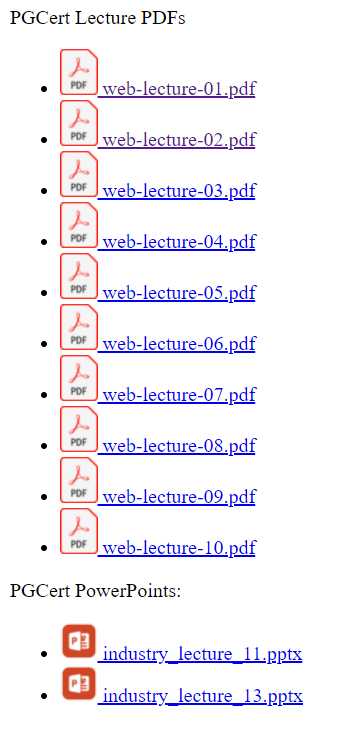 PGCert Lecture PDFs
PDF web-lecture-01.pdf
PDF web-lecture-02.pdf
PDF web-lecture-03.pdf
PDF web-lecture-04.pdf
PDF web-lecture-05.pdf
PDF web-lecture-06.pdf
PDF web-lecture-07.pdf
PDF web-lecture-08.pdf
PDF web-lecture-09.pdf
PDF web-lecture-10.pdf
PGCert PowerPoints:
P industry_lecture_11.pptx
P industry_lecture_13.pptx